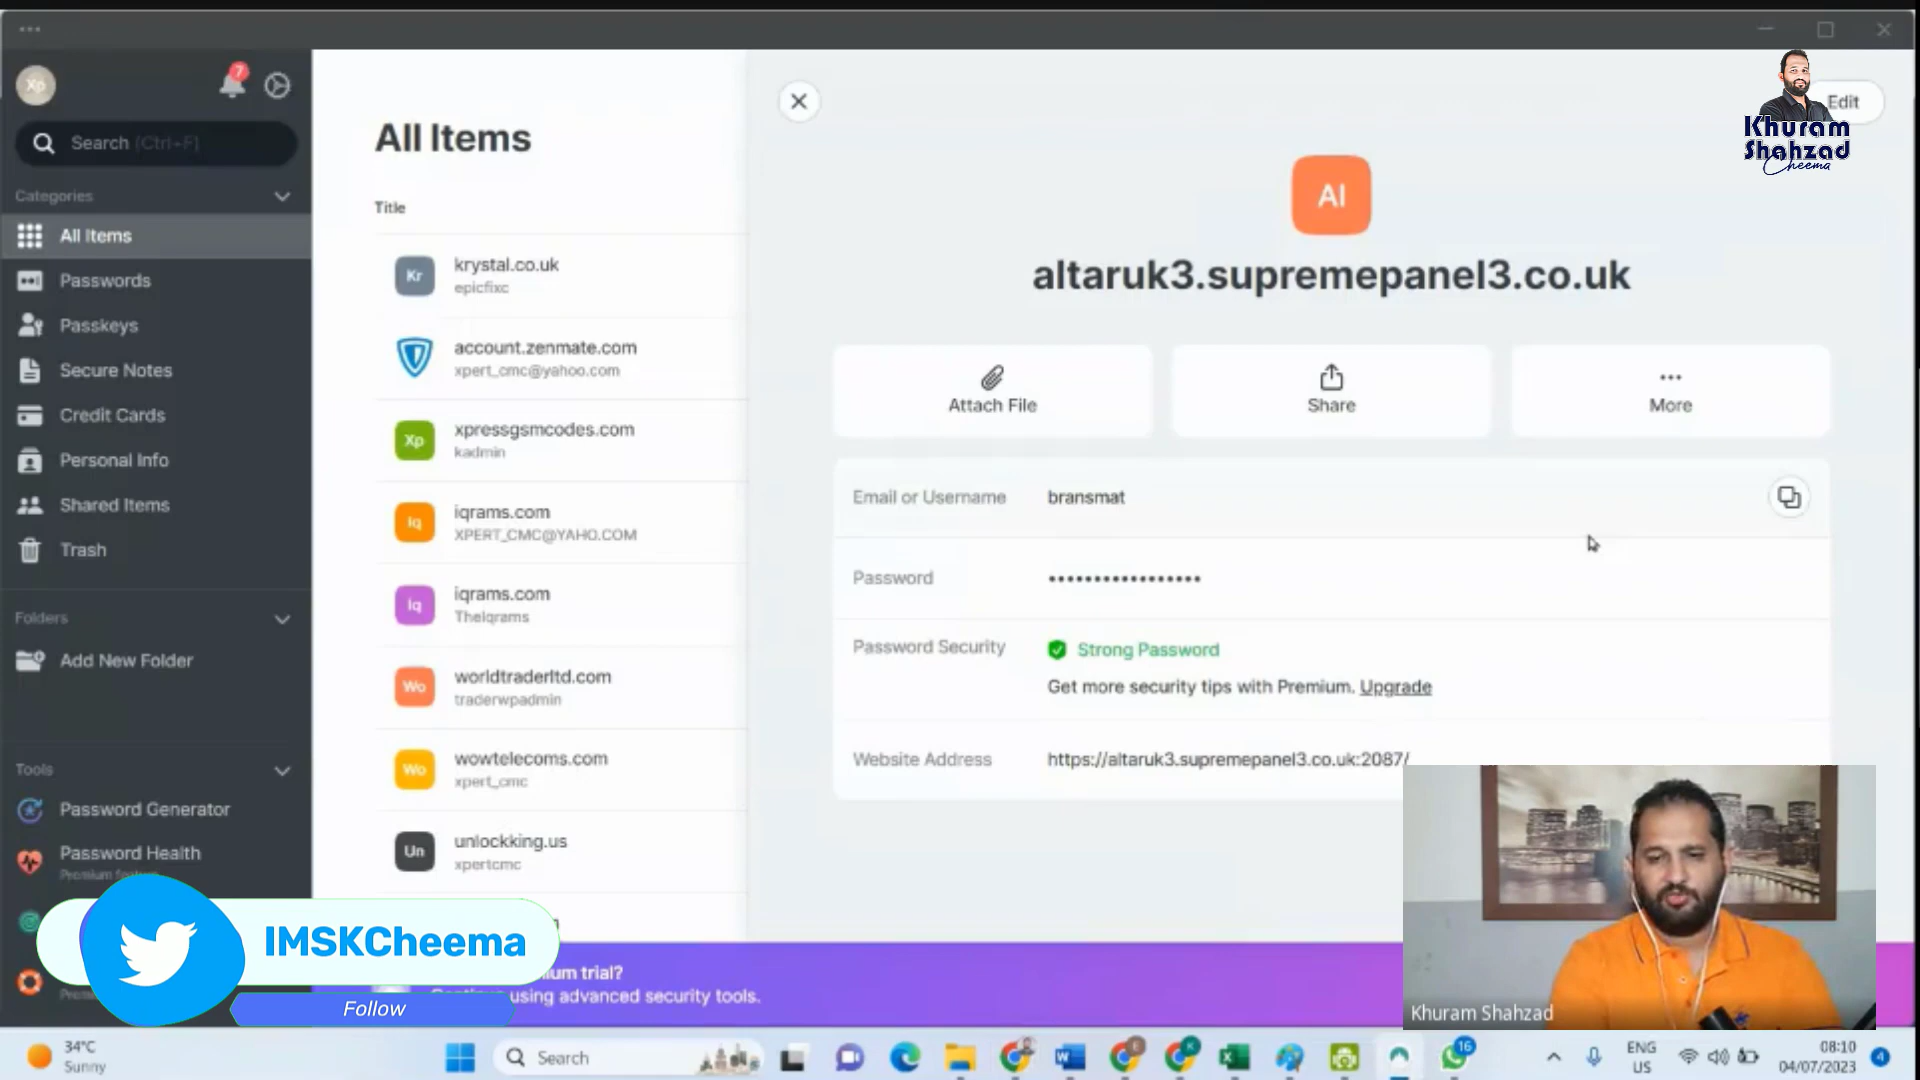 Xp
7
Search (Ctrl+F)
Categories
All Items
Passwords
Passkeys
Secure Notes
Credit Cards
Personal Info
Shared Items
Trash
Folders
Add New Folder
Tools
Password Generator
Password Health
Premium
All Items
Title
Kr
krystal.co.uk
epicfixc
account.zenmate.com
xpert_cmc@yahoo.com
Xp
xpressgsmcodes.com
kadmin
Iq
iqrams.com
XPERT_CMC@YAHO.COM
Iq
iqrams.com
TheIqrams
Wo
worldtraderltd.com
traderwpadmin
Wo
wowtelecoms.com
xpert_cmc
Un
unlockking.us
xpertcmc
Edit
Khuram
Shahzad
Cheema
Al
altaruk3.supremepanel3.co.uk
Attach File
Share
More
Email or Username
bransmat
Password
•••••••••••••••••
Password Security
Strong Password
Get more security tips with Premium. Upgrade
Website Address
https://altaruk3.supremepanel3.co.uk:2087/
IMSKCheema
Follow
trial?
using advanced security tools.
Khuram Shahzad
34°C
Sunny
Search
16
ENG
US
08:10
04/07/2023
4